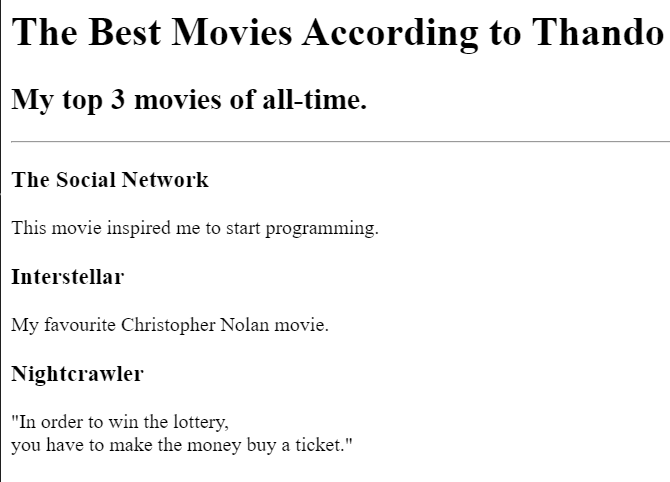 The Best Movies According to Thando
My top 3 movies of all-time.
The Social Network
This movie inspired me to start programming.
Interstellar
My favourite Christopher Nolan movie.
Nightcrawler
"In order to win the lottery,
you have to make the money buy a ticket."